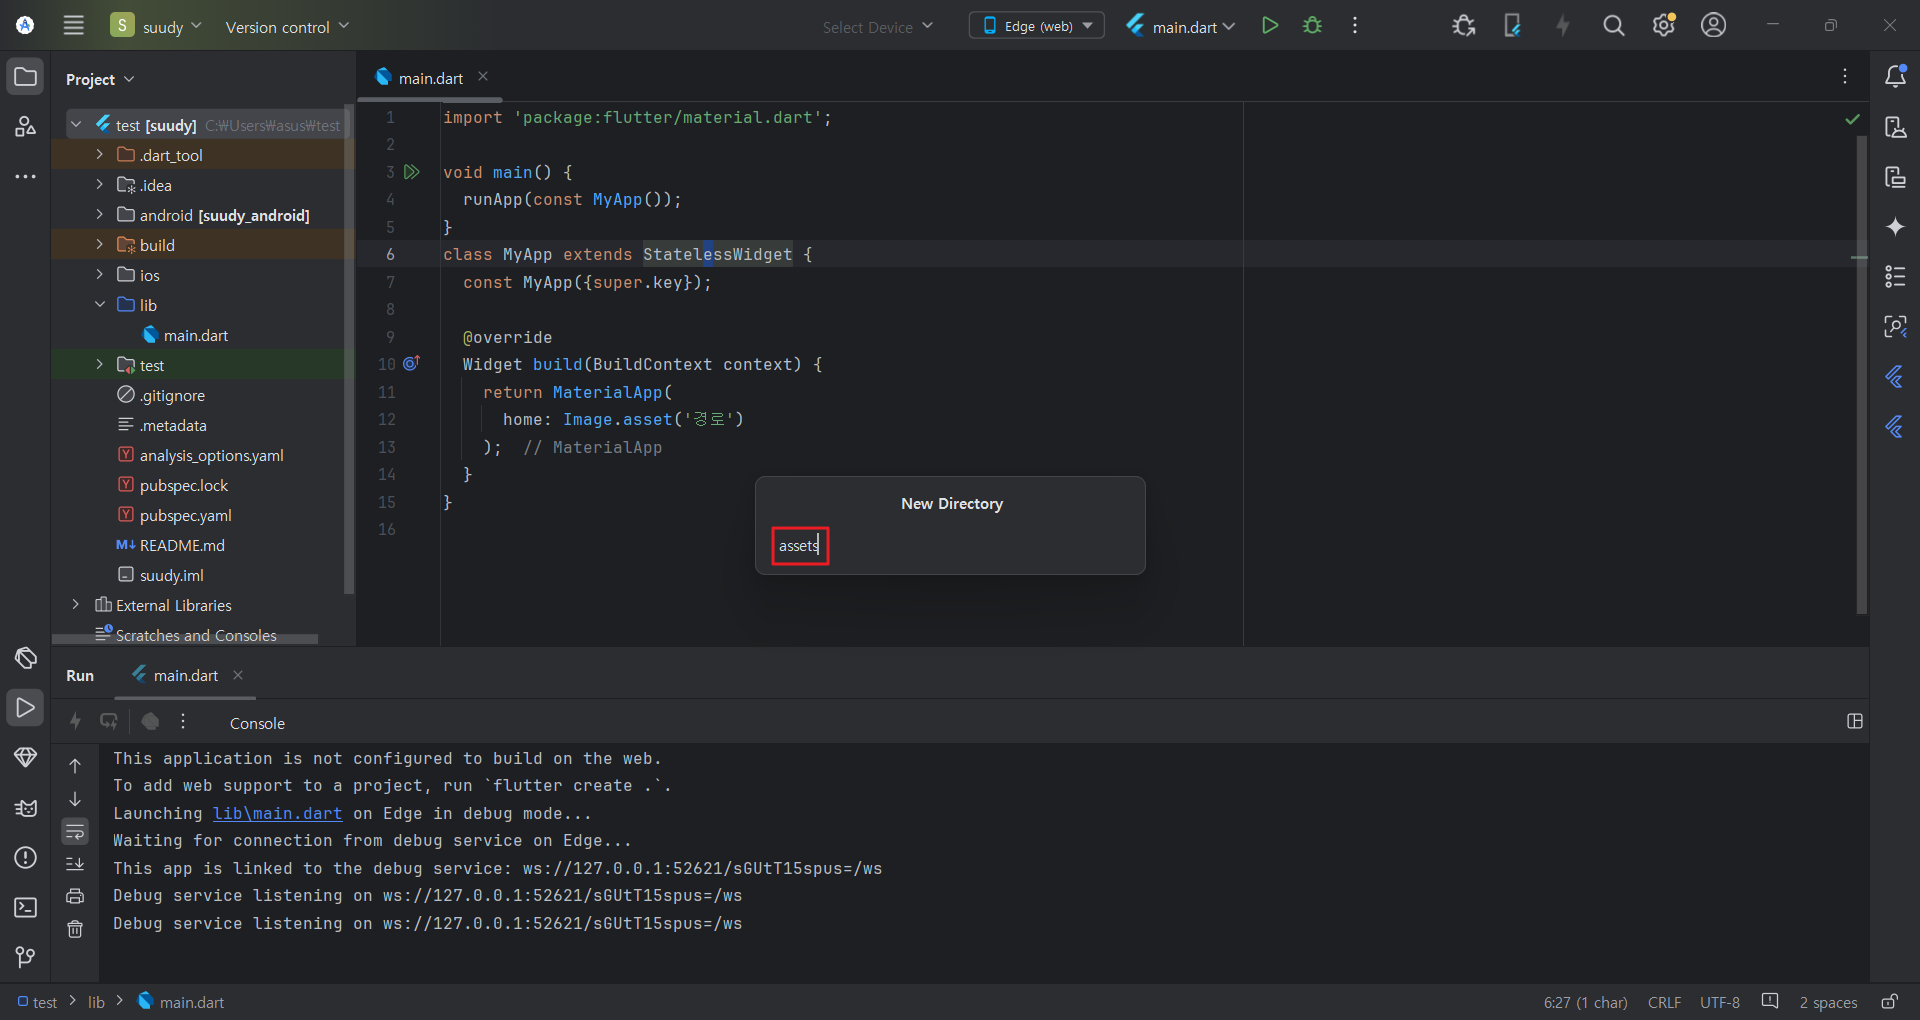 S suudy Version control Select Device Edge (web) main.dart
Project
main.dart
test [suudy] C:₩Users₩asus₩test
.dart_tool
.idea
android [suudy_android]
build
ios
lib
main.dart
test
.gitignore
.metadata
Y analysis_options.yaml
Y pubspec.lock
Y pubspec.yaml
M↓ README.md
suudy.iml
External Libraries
Scratches and Consoles
1 import 'package:flutter/material.dart';
2
3 void main() {
4 runApp(const MyApp());
5 }
6 class MyApp extends StatelessWidget {
7 const MyApp({super.key});
8
9 @override
10 Widget build(BuildContext context) {
11 return MaterialApp(
12 home: Image.asset('경로')
13 ); // MaterialApp
14 }
15 }
16
New Directory
assets
Run main.dart
Console
This application is not configured to build on the web.
To add web support to a project, run `flutter create .`.
Launching lib\main.dart on Edge in debug mode...
Waiting for connection from debug service on Edge...
This app is linked to the debug service: ws://127.0.0.1:52621/sGUtT15spus=/ws
Debug service listening on ws://127.0.0.1:52621/sGUtT15spus=/ws
Debug service listening on ws://127.0.0.1:52621/sGUtT15spus=/ws
test > lib > main.dart
6:27 (1 char) CRLF UTF-8 2 spaces